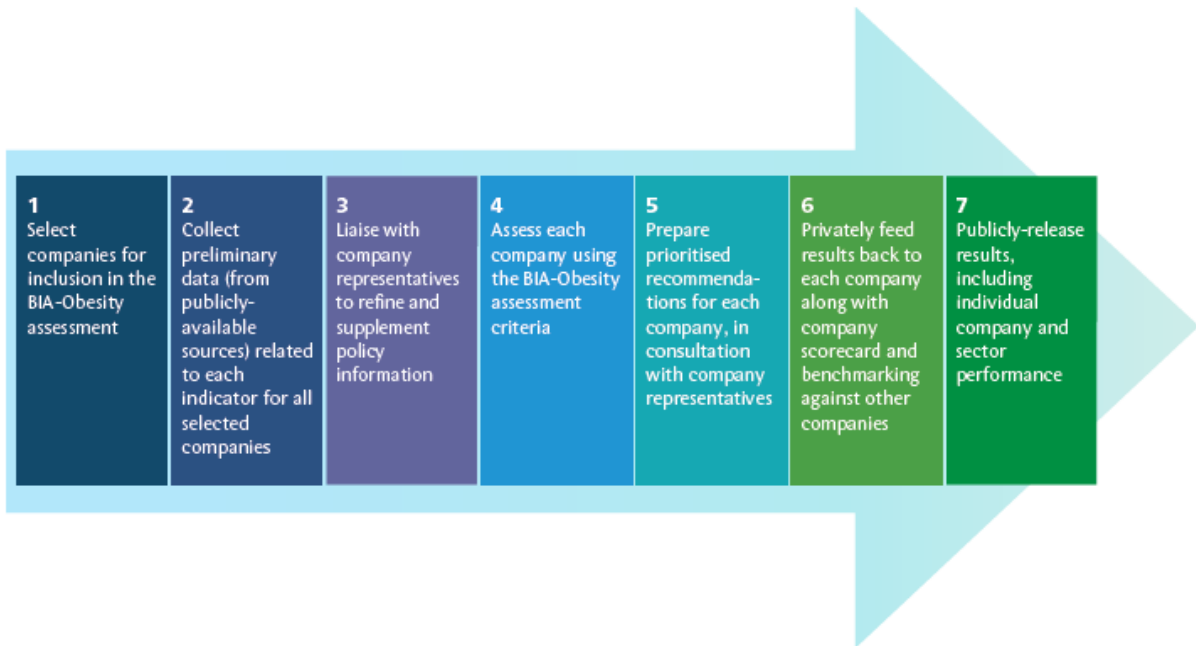 1
Select
companies for
inclusion in the
BIA-Obesity
assessment
2
Collect
preliminary
data (from
publicly-
available
sources) related
to each
indicator for all
selected
companies
3
Liaise with
company
representatives
to refine and
supplement
policy
information
4
Assess each
company using
the BIA-Obesity
assessment
criteria
5
Prepare
prioritised
recommenda-
tions for each
company, in
consultation
with company
representatives
6
Privately feed
results back to
each company
along with
company
scorecard and
benchmarking
against other
companies
7
Publicly-release
results,
including
individual
company and
sector
performance